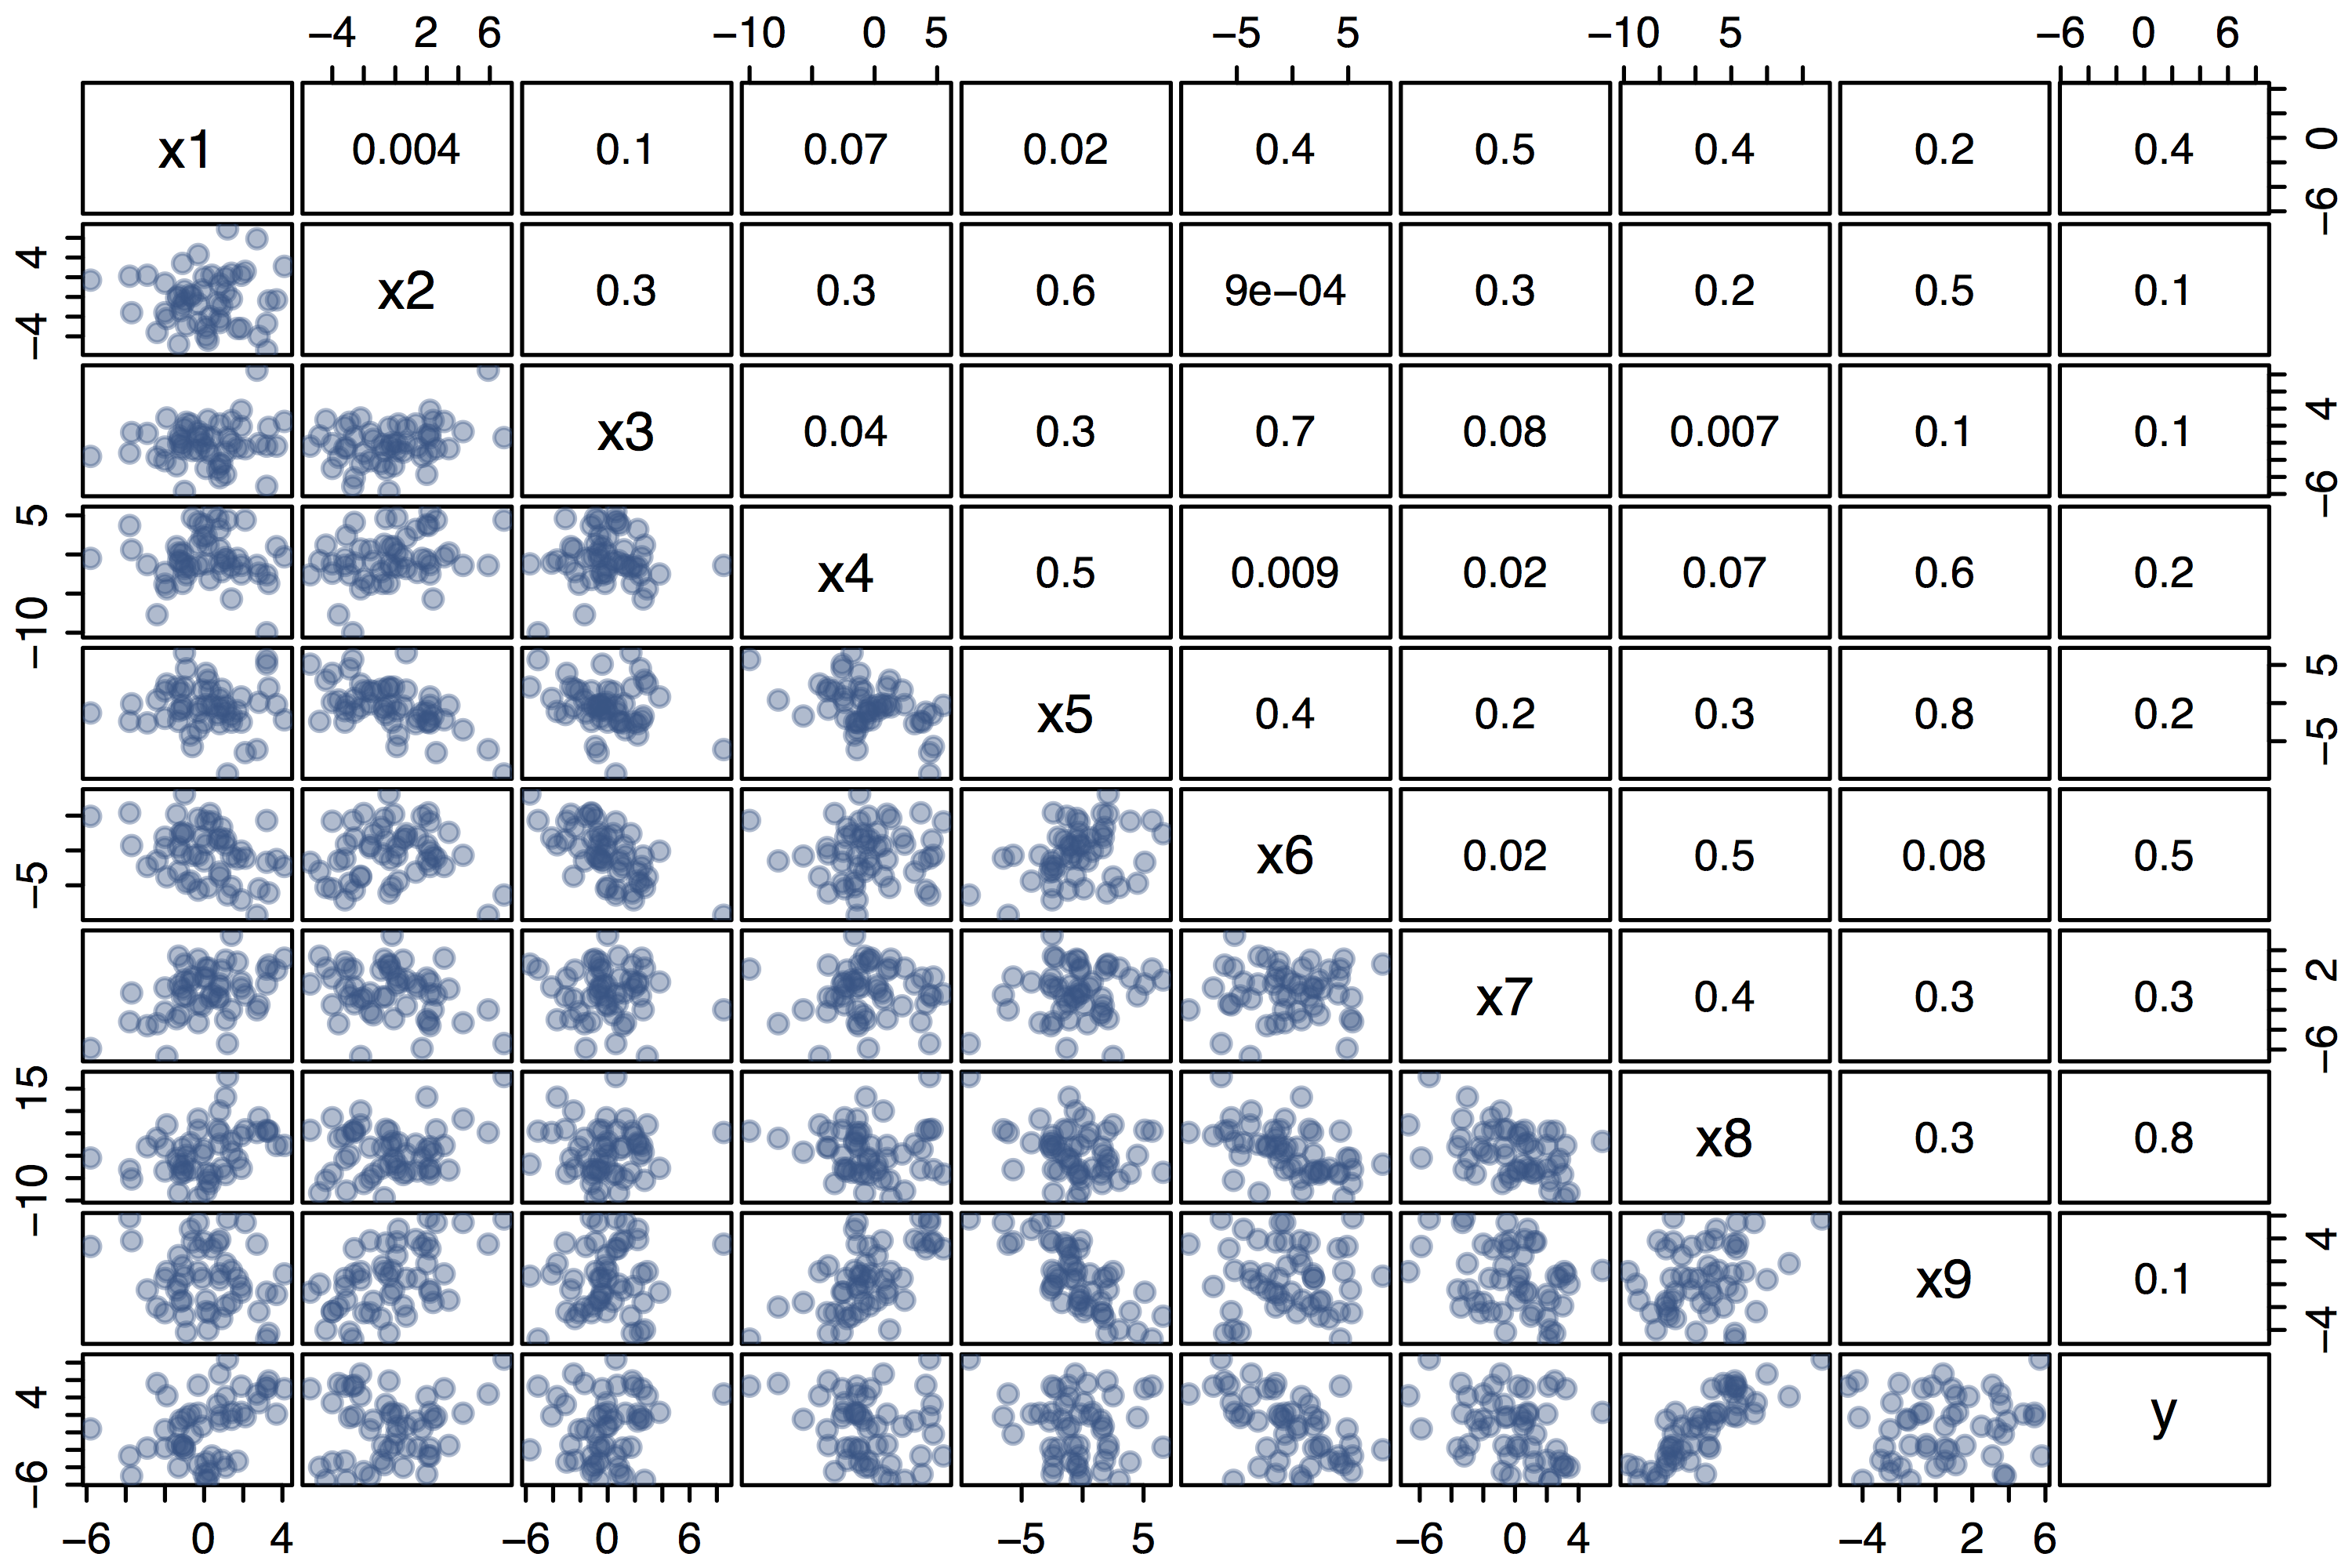 −4 2 6 −10 0 5 −5 5 −10 5 −6 0 6
x1 0.004 0.1 0.07 0.02 0.4 0.5 0.4 0.2 0.4 −6 0
−4 4 x2 0.3 0.3 0.6 9e−04 0.3 0.2 0.5 0.1
x3 0.04 0.3 0.7 0.08 0.007 0.1 0.1 −6 4
−10 5 x4 0.5 0.009 0.02 0.07 0.6 0.2
x5 0.4 0.2 0.3 0.8 0.2 −5 5
−5 x6 0.02 0.5 0.08 0.5
x7 0.4 0.3 0.3 −6 2
−10 15 x8 0.3 0.8
x9 0.1 −4 4
−6 4 y
−6 0 4 −6 0 6 −5 5 −6 0 4 −4 2 6